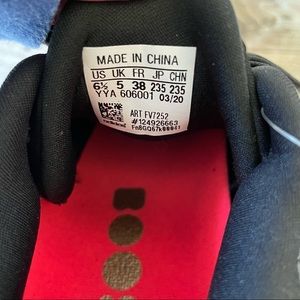 MADE IN CHINA
US UK FR JP CHN
6½ 5 38 235 235
YYA 606001 03/20
ART FV7252
#124926663